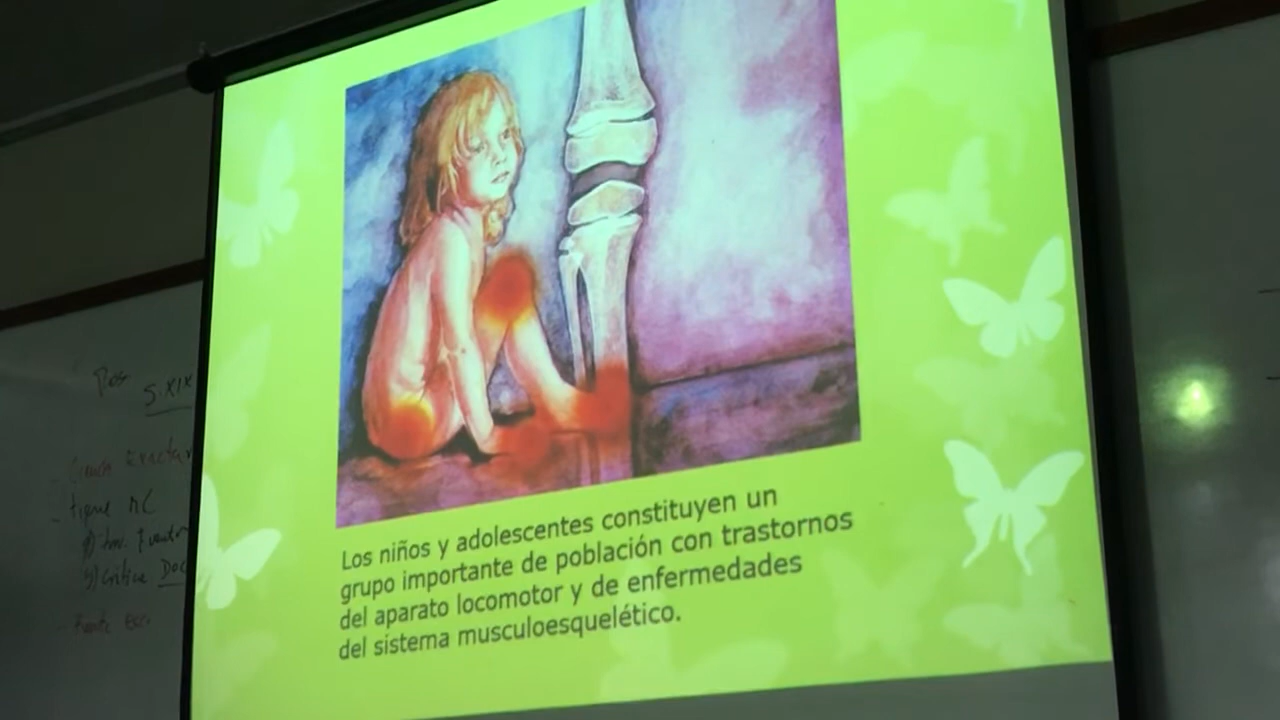 Los niños y adolescentes constituyen un
grupo importante de población con trastornos
del aparato locomotor y de enfermedades
del sistema musculoesquelético.
S. XIX
tiene